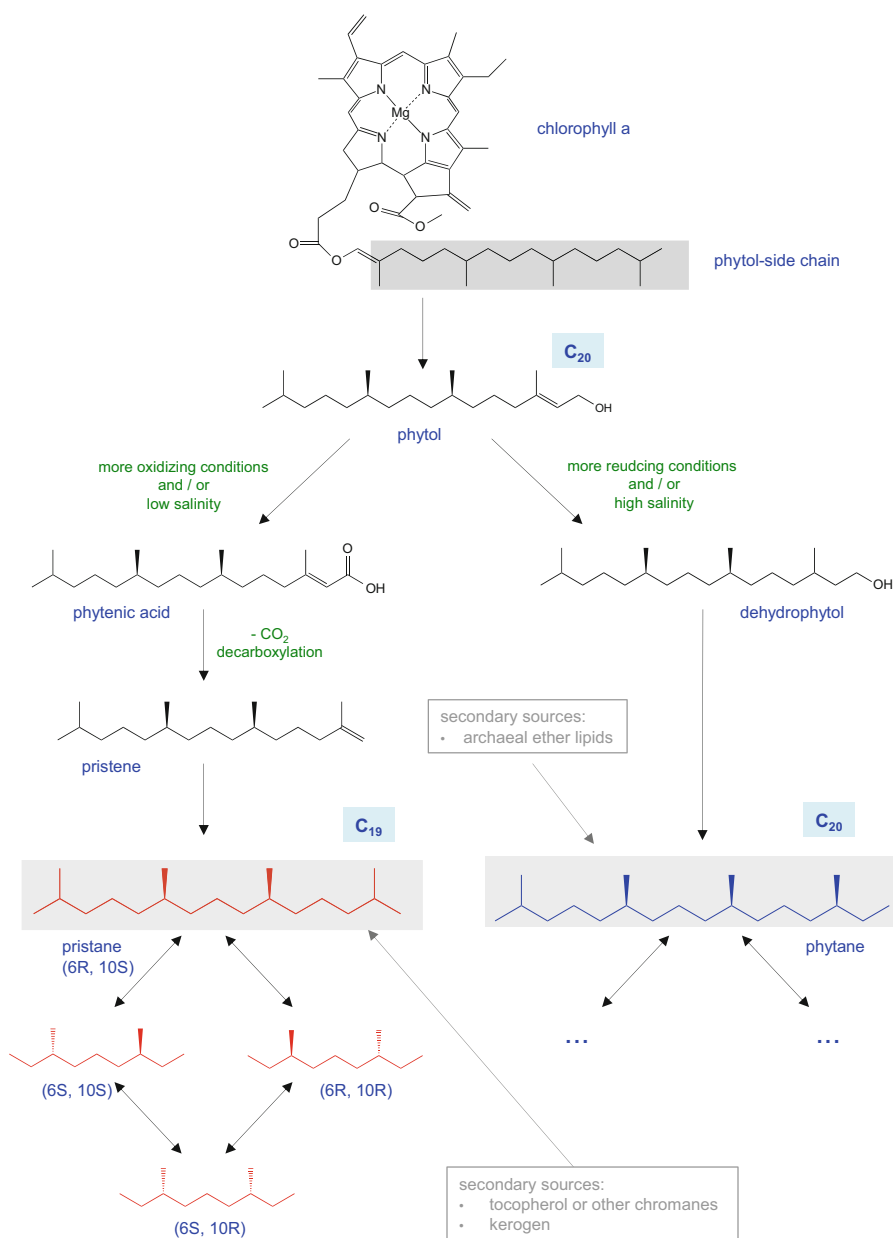 N
N
Mg
N
N
chlorophyll a
O
O
O
O
phytol-side chain
C20
OH
phytol
more oxidizing conditions
and / or
low salinity
more reudcing conditions
and / or
high salinity
O
OH
phytenic acid
OH
dehydrophytol
- CO2
decarboxylation
secondary sources:
• archaeal ether lipids
pristene
C19
C20
pristane
(6R, 10S)
phytane
...
...
(6S, 10S)
(6R, 10R)
(6S, 10R)
secondary sources:
• tocopherol or other chromanes
• kerogen